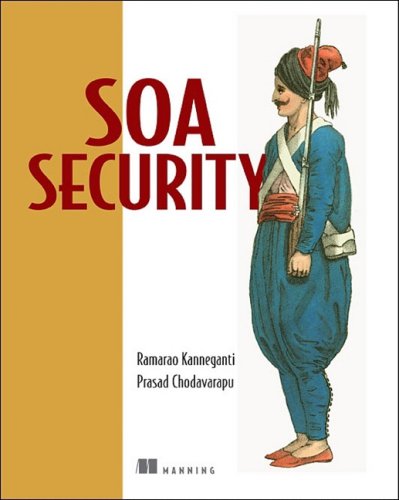 SOA
SECURITY
Ramarao Kanneganti
Prasad Chodavarapu
MANNING